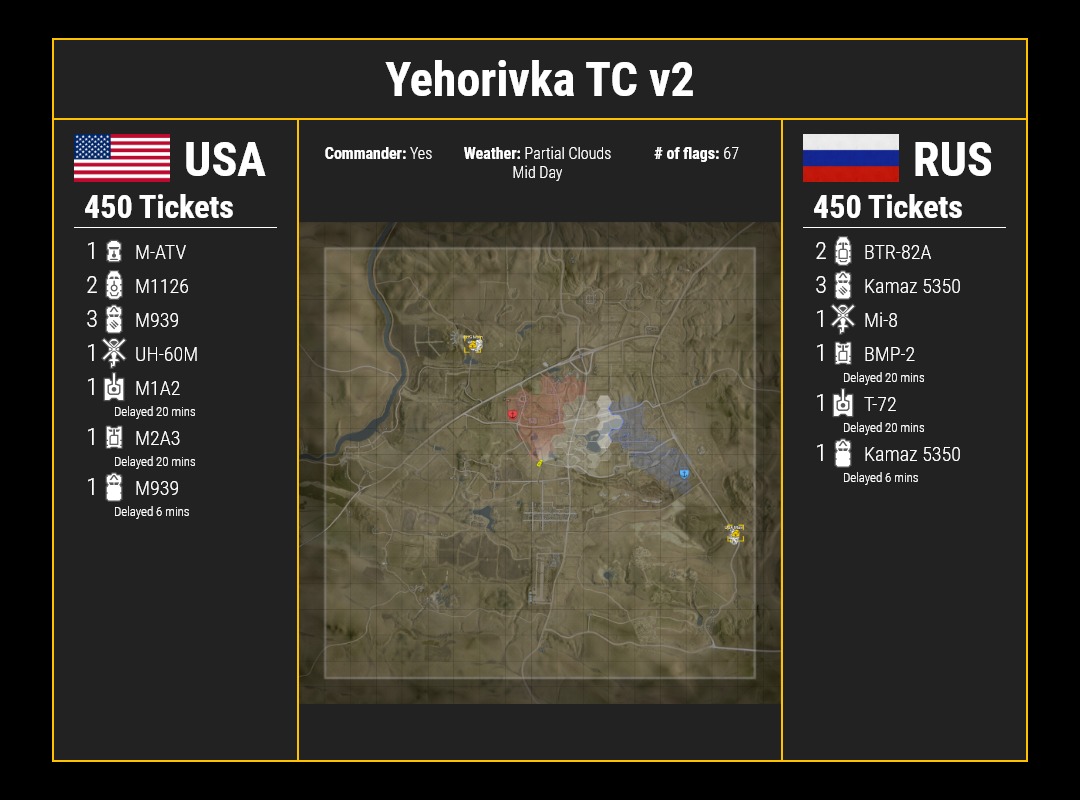 Yehorivka TC v2
USA
450 Tickets
1 M-ATV
2 M1126
3 M939
1 UH-60M
1 M1A2
Delayed 20 mins
1 M2A3
Delayed 20 mins
1 M939
Delayed 6 mins
Commander: Yes
Weather: Partial Clouds
Mid Day
# of flags: 67
RUS
450 Tickets
2 BTR-82A
3 Kamaz 5350
1 Mi-8
1 BMP-2
Delayed 20 mins
1 T-72
Delayed 20 mins
1 Kamaz 5350
Delayed 6 mins